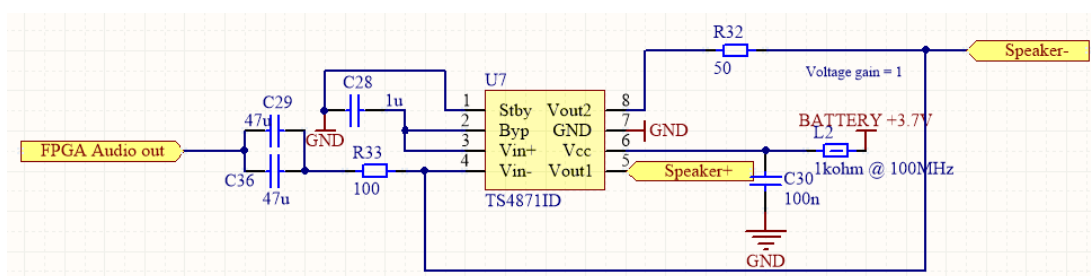 R32
50
Speaker-
Voltage gain = 1
U7
C28
1u
1 Stby Vout2 8
2 Byp GND 7 GND
3 Vin+ Vcc 6
4 Vin- Vout1 5
TS4871ID
GND
C29
47u
FPGA Audio out
C36
47u
R33
100
BATTERY +3.7V
L2
1kohm @ 100MHz
Speaker+
C30
100n
GND